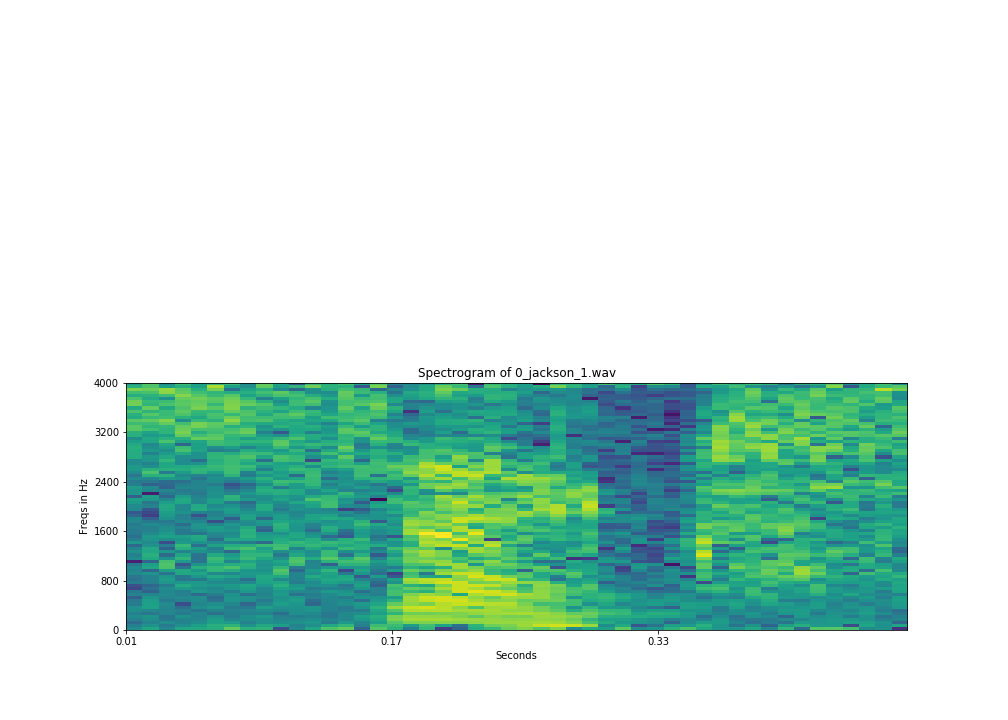 Spectrogram of 0_jackson_1.wav
4000
3200
2400
1600
800
0
Freqs in Hz
0.01 0.17 0.33
Seconds